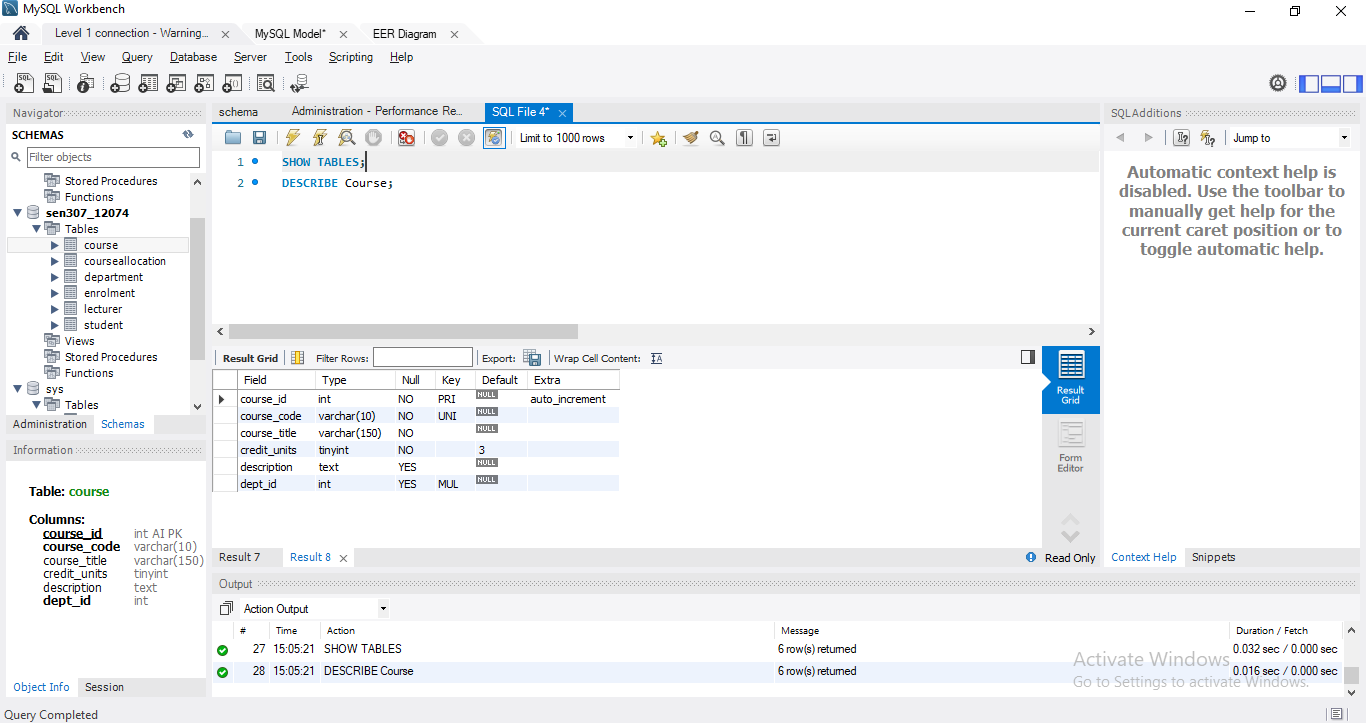 MySQL Workbench
Level 1 connection - Warning... MySQL Model* EER Diagram
File Edit View Query Database Server Tools Scripting Help
Navigator
SCHEMAS
Filter objects
Stored Procedures
Functions
sen307_12074
Tables
course
courseallocation
department
enrolment
lecturer
student
Views
Stored Procedures
Functions
sys
Tables
Administration Schemas
Information
Table: course
Columns:
course_id int AI PK
course_code varchar(10)
course_title varchar(150)
credit_units tinyint
description text
dept_id int
Object Info Session
Query Completed
schema Administration - Performance Re... SQL File 4*
Limit to 1000 rows
1 SHOW TABLES;
2 DESCRIBE Course;
Result Grid Filter Rows: Export: Wrap Cell Content:
Field Type Null Key Default Extra
course_id int NO PRI NULL auto_increment
course_code varchar(10) NO UNI NULL
course_title varchar(150) NO NULL
credit_units tinyint NO 3
description text YES NULL
dept_id int YES MUL NULL
Result
Grid
Form
Editor
Result 7 Result 8 Read Only
SQLAdditions
Jump to
Automatic context help is
disabled. Use the toolbar to
manually get help for the
current caret position or to
toggle automatic help.
Context Help Snippets
Output
Action Output
# Time Action Message Duration / Fetch
27 15:05:21 SHOW TABLES 6 row(s) returned 0.032 sec / 0.000 sec
28 15:05:21 DESCRIBE Course 6 row(s) returned 0.016 sec / 0.000 sec
Activate Windows
Go to Settings to activate Windows.